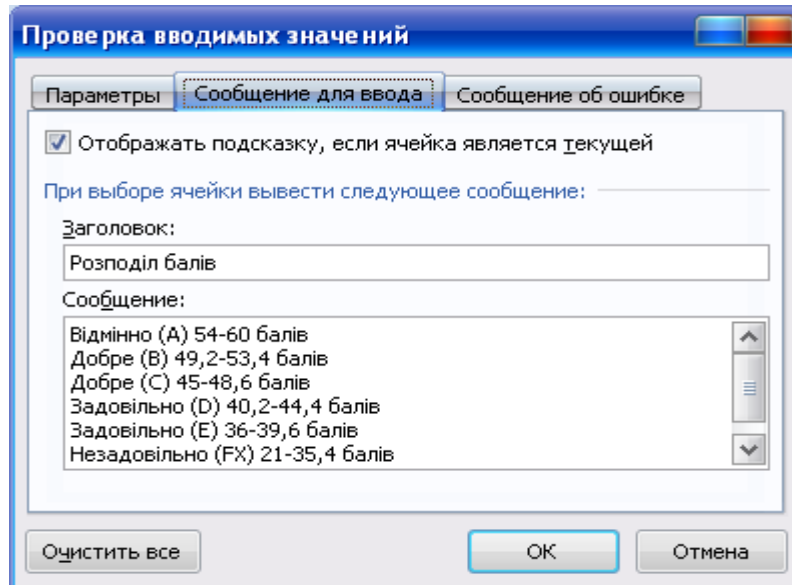 Проверка вводимых значений
Параметры Сообщение для ввода Сообщение об ошибке
Отображать подсказку, если ячейка является текущей
При выборе ячейки вывести следующее сообщение:
Заголовок:
Розподіл балів
Сообщение:
Відмінно (А) 54-60 балів
Добре (В) 49,2-53,4 балів
Добре (С) 45-48,6 балів
Задовільно (D) 40,2-44,4 балів
Задовільно (Е) 36-39,6 балів
Незадовільно (FX) 21-35,4 балів
Очистить все ОК Отмена